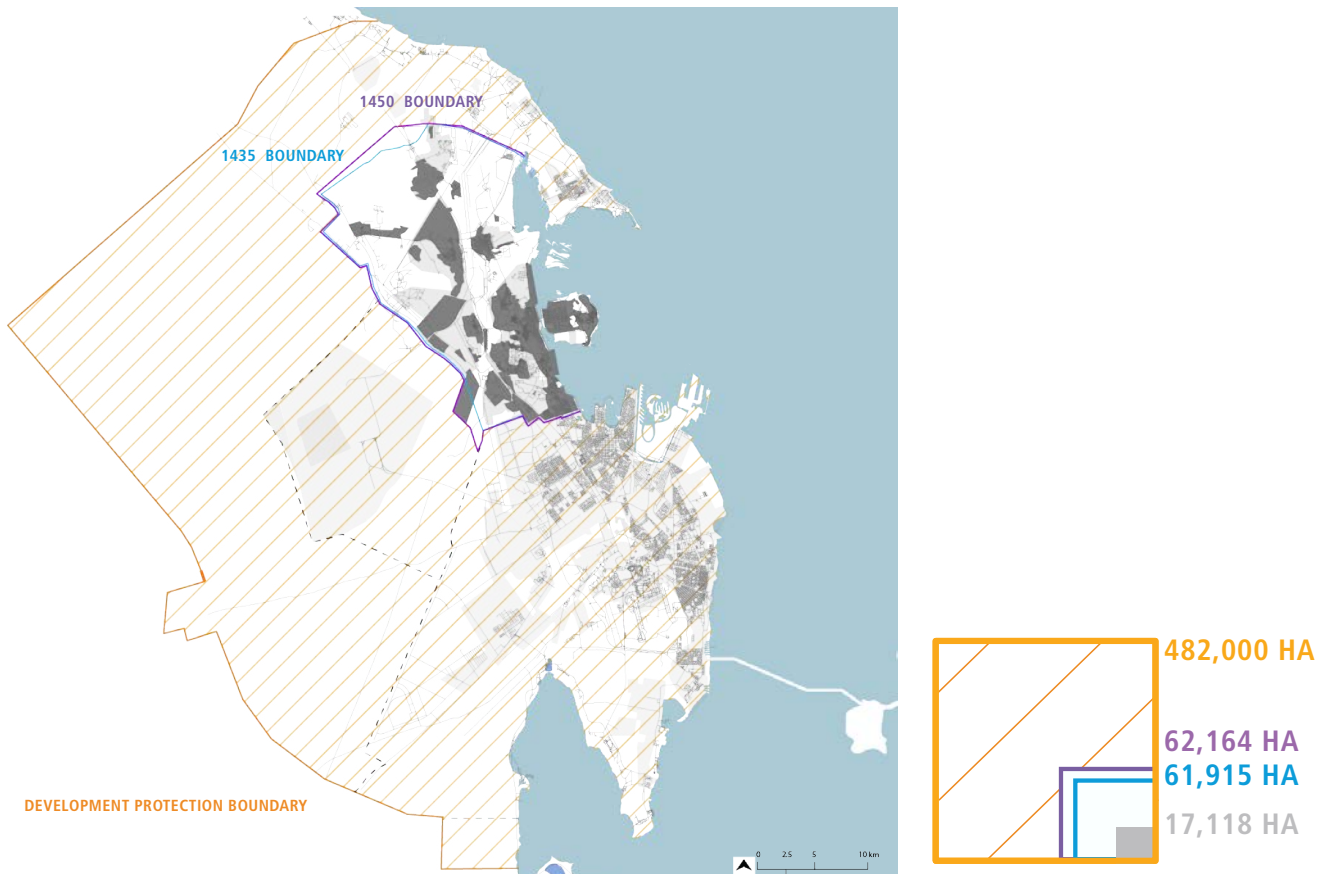 1450 BOUNDARY
1435 BOUNDARY
DEVELOPMENT PROTECTION BOUNDARY
0 2.5 5 10 km
482,000 HA
62,164 HA
61,915 HA
17,118 HA